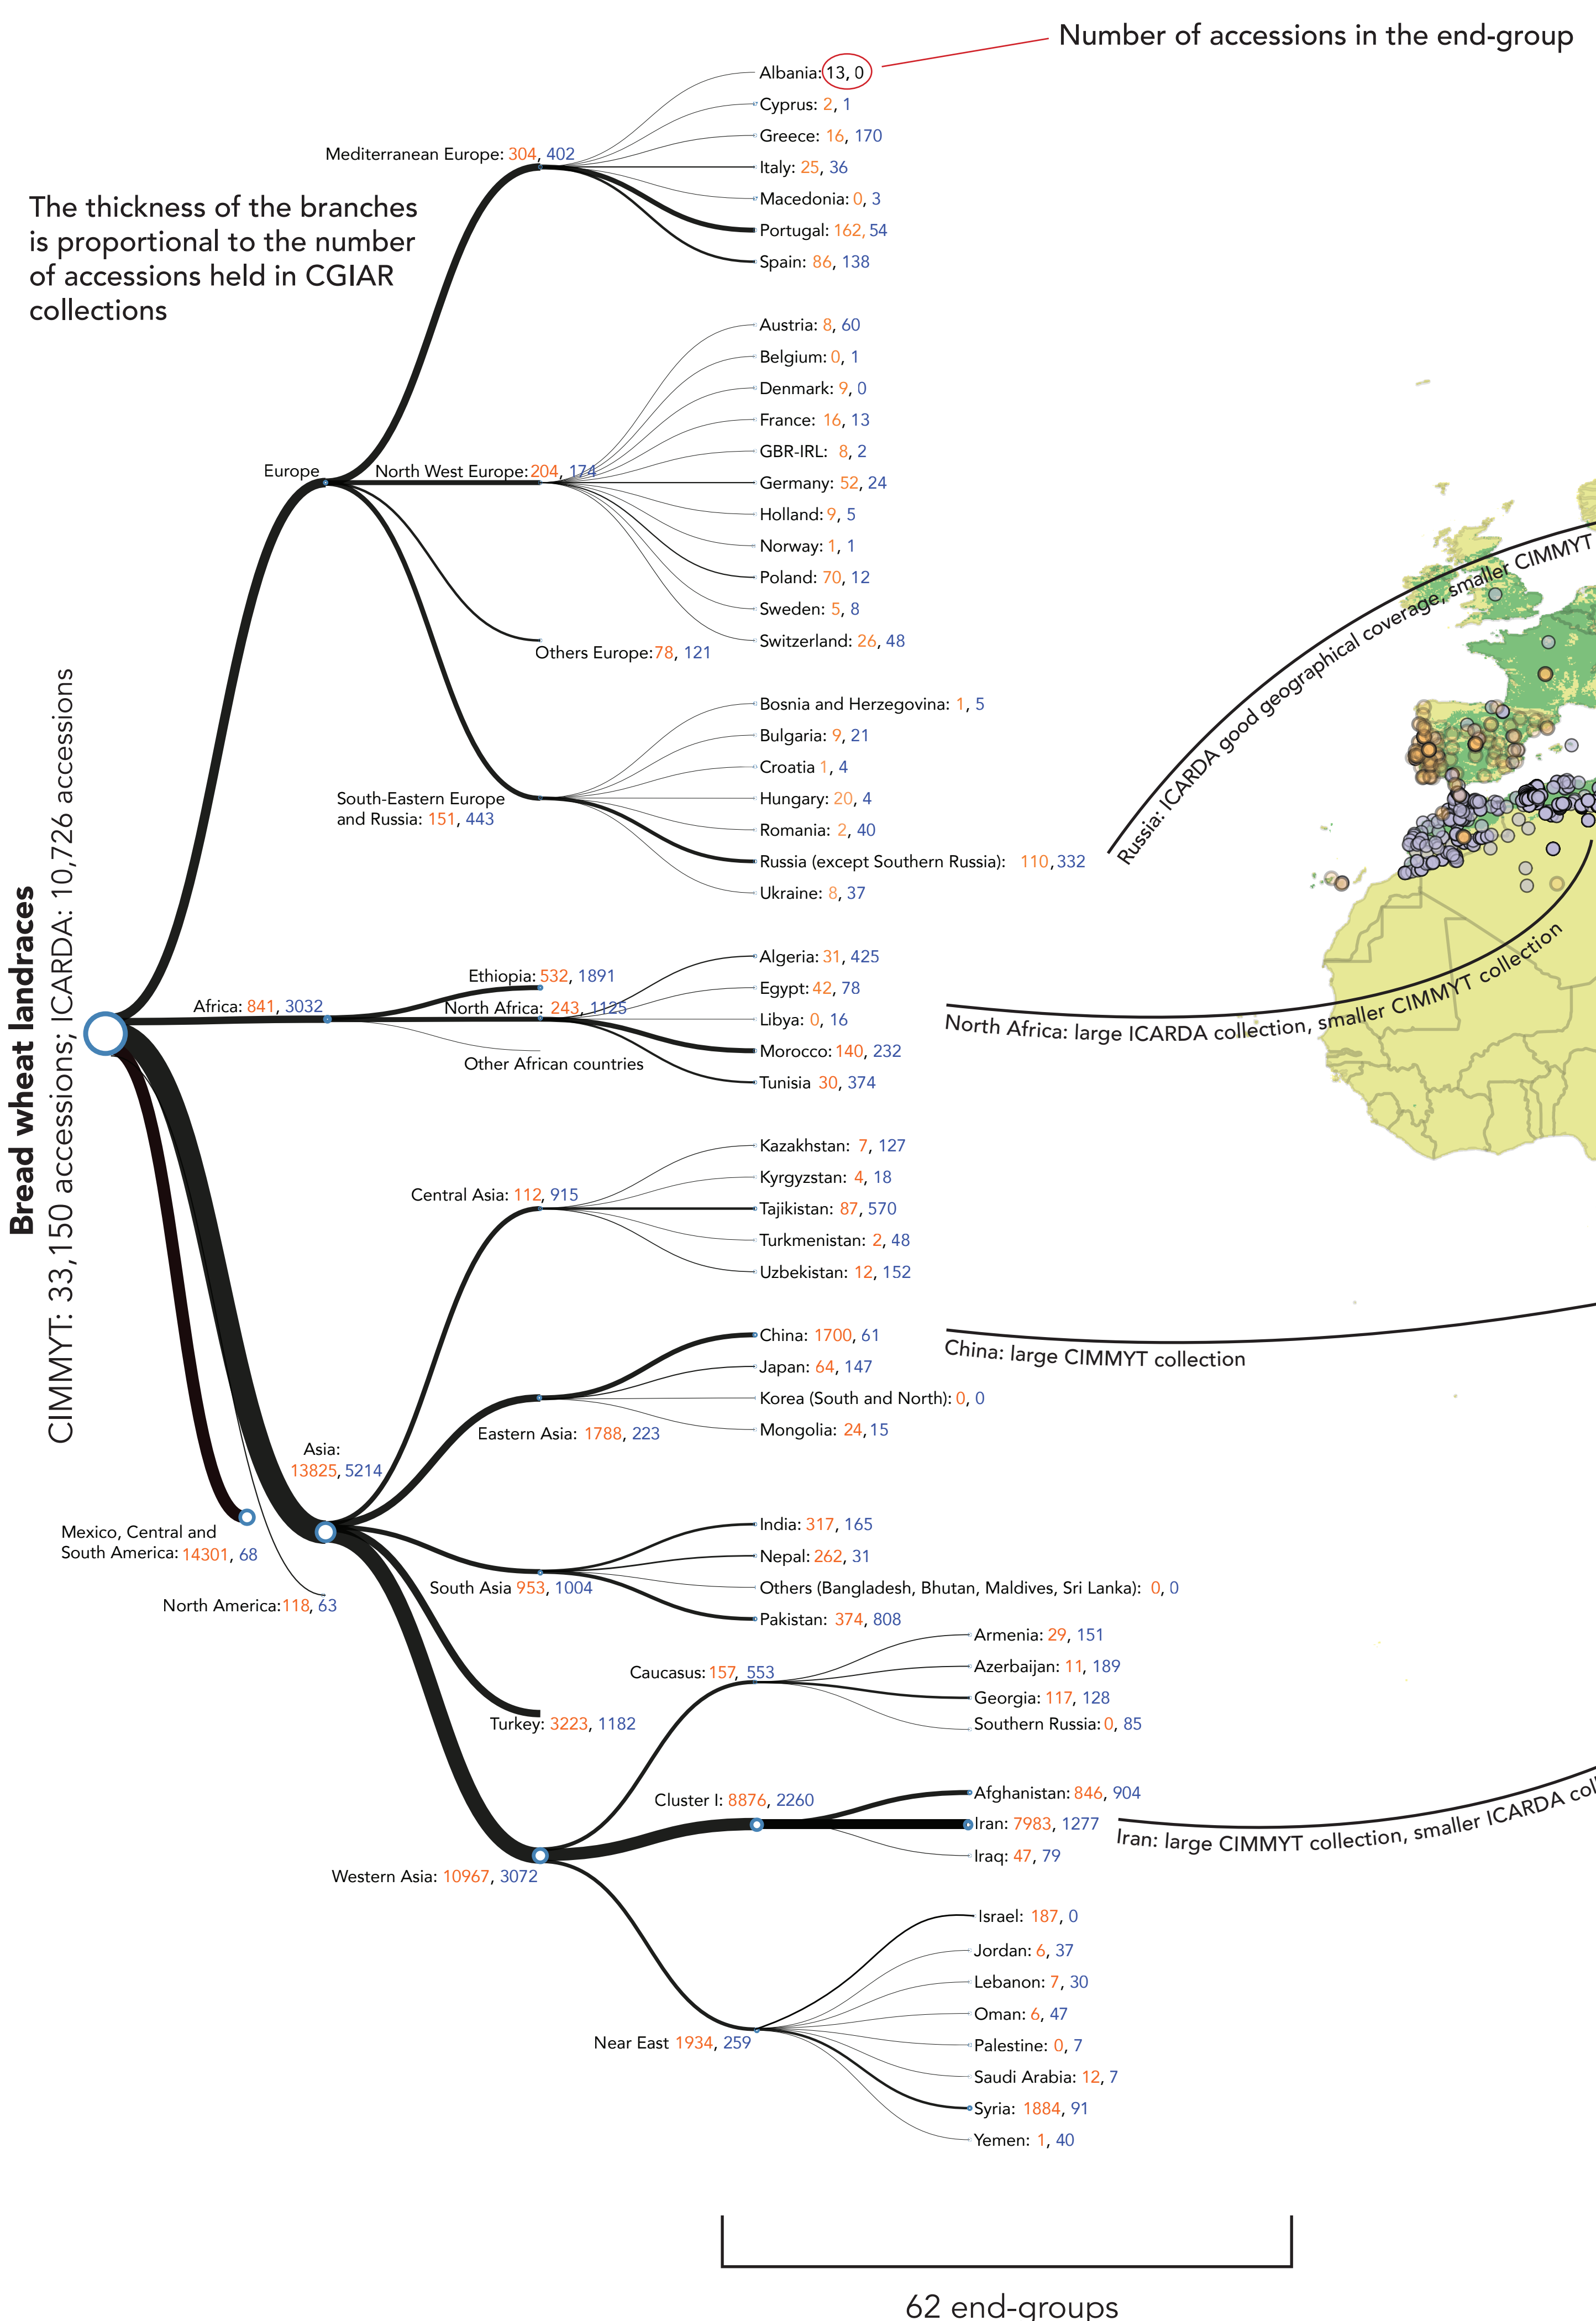 Number of accessions in the end-group
The thickness of the branches
is proportional to the number
of accessions held in CGIAR
collections
Bread wheat landraces
CIMMYT: 33,150 accessions; ICARDA: 10,726 accessions
Europe
Mediterranean Europe: 304, 402
Albania: 13, 0
Cyprus: 2, 1
Greece: 16, 170
Italy: 25, 36
Macedonia: 0, 3
Portugal: 162, 54
Spain: 86, 138
North West Europe: 204, 174
Austria: 8, 60
Belgium: 0, 1
Denmark: 9, 0
France: 16, 13
GBR-IRL: 8, 2
Germany: 52, 24
Holland: 9, 5
Norway: 1, 1
Poland: 70, 12
Sweden: 5, 8
Switzerland: 26, 48
Others Europe: 78, 121
South-Eastern Europe
and Russia: 151, 443
Bosnia and Herzegovina: 1, 5
Bulgaria: 9, 21
Croatia 1, 4
Hungary: 20, 4
Romania: 2, 40
Russia (except Southern Russia): 110, 332
Ukraine: 8, 37
Russia: ICARDA good geographical coverage, smaller CIMMYT
Africa: 841, 3032
Ethiopia: 532, 1891
North Africa: 243, 1125
Other African countries
Algeria: 31, 425
Egypt: 42, 78
Libya: 0, 16
Morocco: 140, 232
Tunisia 30, 374
North Africa: large ICARDA collection, smaller CIMMYT collection
Asia:
13825, 5214
Central Asia: 112, 915
Kazakhstan: 7, 127
Kyrgyzstan: 4, 18
Tajikistan: 87, 570
Turkmenistan: 2, 48
Uzbekistan: 12, 152
Eastern Asia: 1788, 223
China: 1700, 61
Japan: 64, 147
Korea (South and North): 0, 0
Mongolia: 24, 15
China: large CIMMYT collection
Mexico, Central and
South America: 14301, 68
North America: 118, 63
South Asia 953, 1004
India: 317, 165
Nepal: 262, 31
Others (Bangladesh, Bhutan, Maldives, Sri Lanka): 0, 0
Pakistan: 374, 808
Turkey: 3223, 1182
Western Asia: 10967, 3072
Caucasus: 157, 553
Armenia: 29, 151
Azerbaijan: 11, 189
Georgia: 117, 128
Southern Russia: 0, 85
Cluster I: 8876, 2260
Afghanistan: 846, 904
Iran: 7983, 1277
Iraq: 47, 79
Iran: large CIMMYT collection, smaller ICARDA
Near East 1934, 259
Israel: 187, 0
Jordan: 6, 37
Lebanon: 7, 30
Oman: 6, 47
Palestine: 0, 7
Saudi Arabia: 12, 7
Syria: 1884, 91
Yemen: 1, 40
62 end-groups